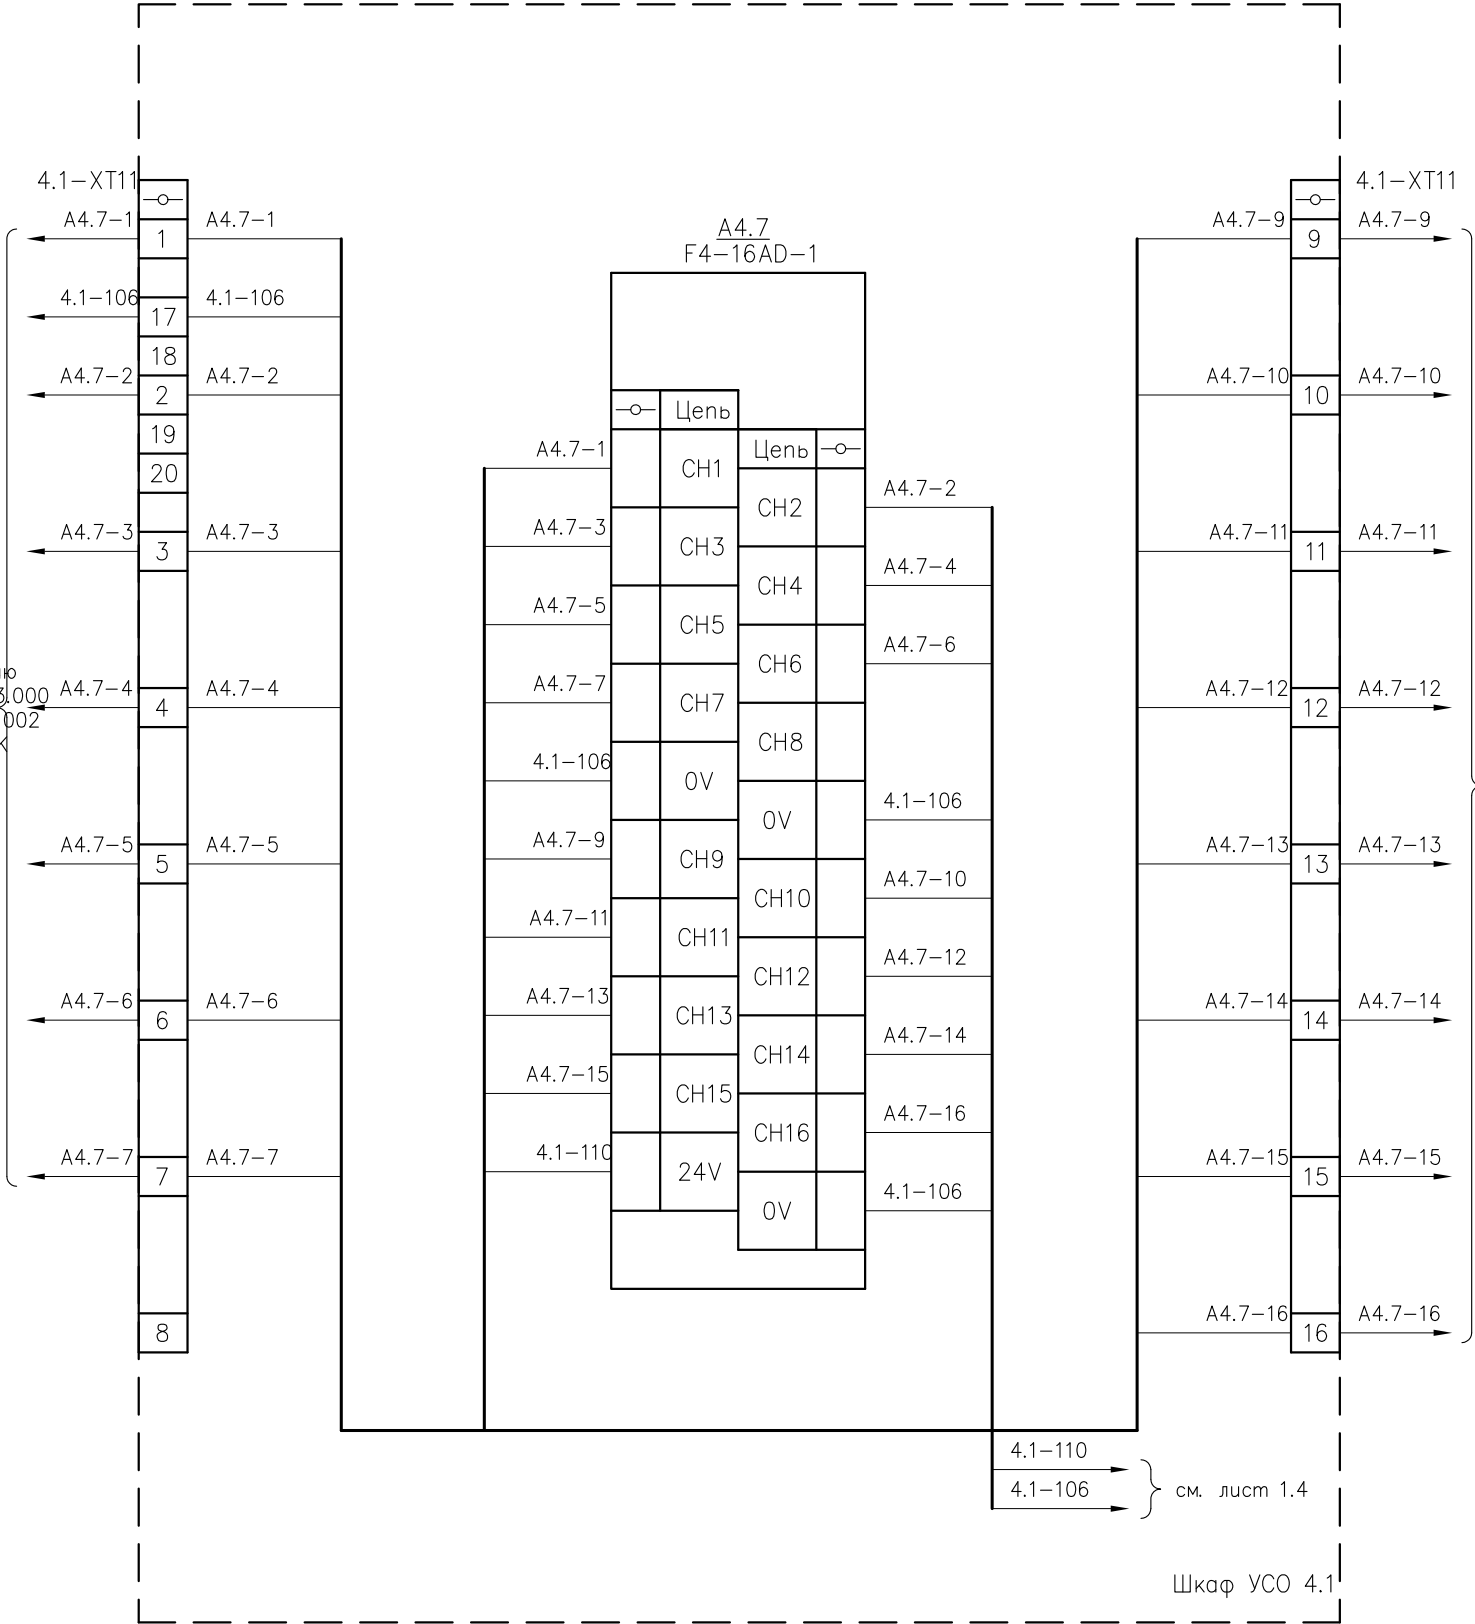 4.1-XT11
A4.7-1
1
A4.7-1
4.1-106
17
4.1-106
18
A4.7-2
2
A4.7-2
19
20
A4.7-3
3
A4.7-3
A4.7-4
4
A4.7-4
002
A4.7-5
5
A4.7-5
A4.7-6
6
A4.7-6
A4.7-7
7
A4.7-7
8
A4.7
F4-16AD-1
Цепь
A4.7-1
CH1
A4.7-3
CH3
A4.7-5
CH5
A4.7-7
CH7
4.1-106
0V
A4.7-9
CH9
A4.7-11
CH11
A4.7-13
CH13
A4.7-15
CH15
4.1-110
24V
Цепь
CH2
A4.7-2
CH4
A4.7-4
CH6
A4.7-6
CH8
0V
4.1-106
CH10
A4.7-10
CH12
A4.7-12
CH14
A4.7-14
CH16
A4.7-16
0V
4.1-106
4.1-XT11
A4.7-9
9
A4.7-9
A4.7-10
10
A4.7-10
A4.7-11
11
A4.7-11
A4.7-12
12
A4.7-12
A4.7-13
13
A4.7-13
A4.7-14
14
A4.7-14
A4.7-15
15
A4.7-15
A4.7-16
16
A4.7-16
4.1-110
4.1-106
см. лист 1.4
Шкаф УСО 4.1